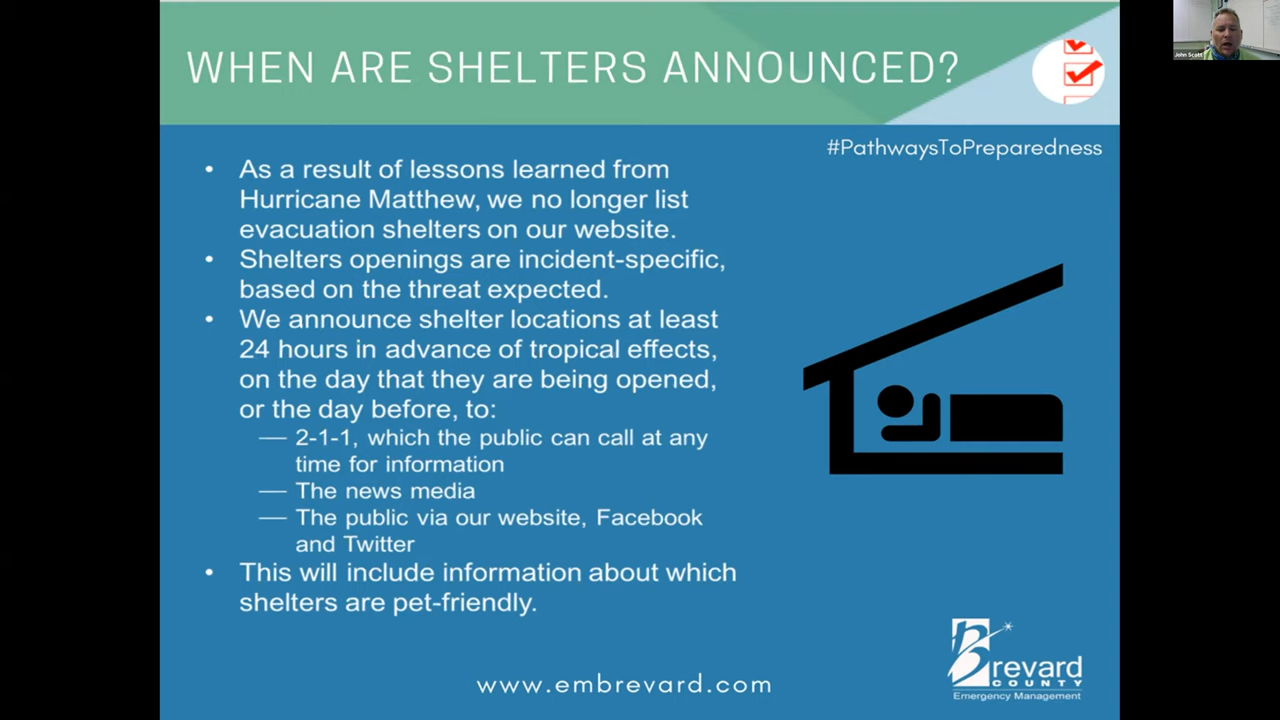 WHEN ARE SHELTERS ANNOUNCED?
John Scott
#PathwaysToPreparedness
• As a result of lessons learned from
Hurricane Matthew, we no longer list
evacuation shelters on our website.
• Shelters openings are incident-specific,
based on the threat expected.
• We announce shelter locations at least
24 hours in advance of tropical effects,
on the day that they are being opened,
or the day before, to:
— 2-1-1, which the public can call at any
time for information
— The news media
— The public via our website, Facebook
and Twitter
• This will include information about which
shelters are pet-friendly.
Brevard
COUNTY
Emergency Management
www.embrevard.com